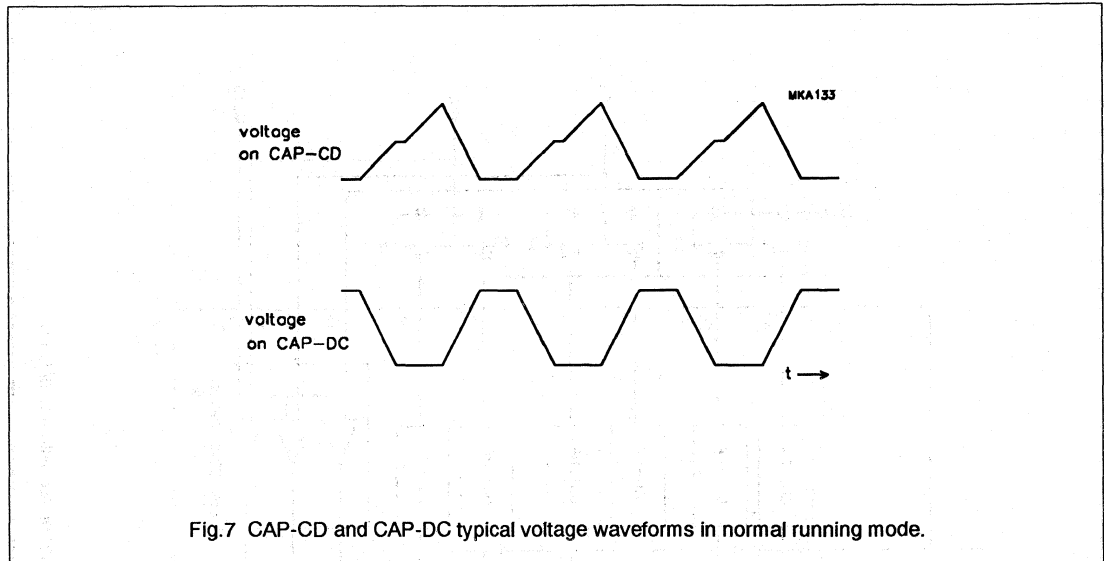 MKA133
voltage
on CAP-CD
voltage
on CAP-DC
t
Fig.7 CAP-CD and CAP-DC typical voltage waveforms in normal running mode.